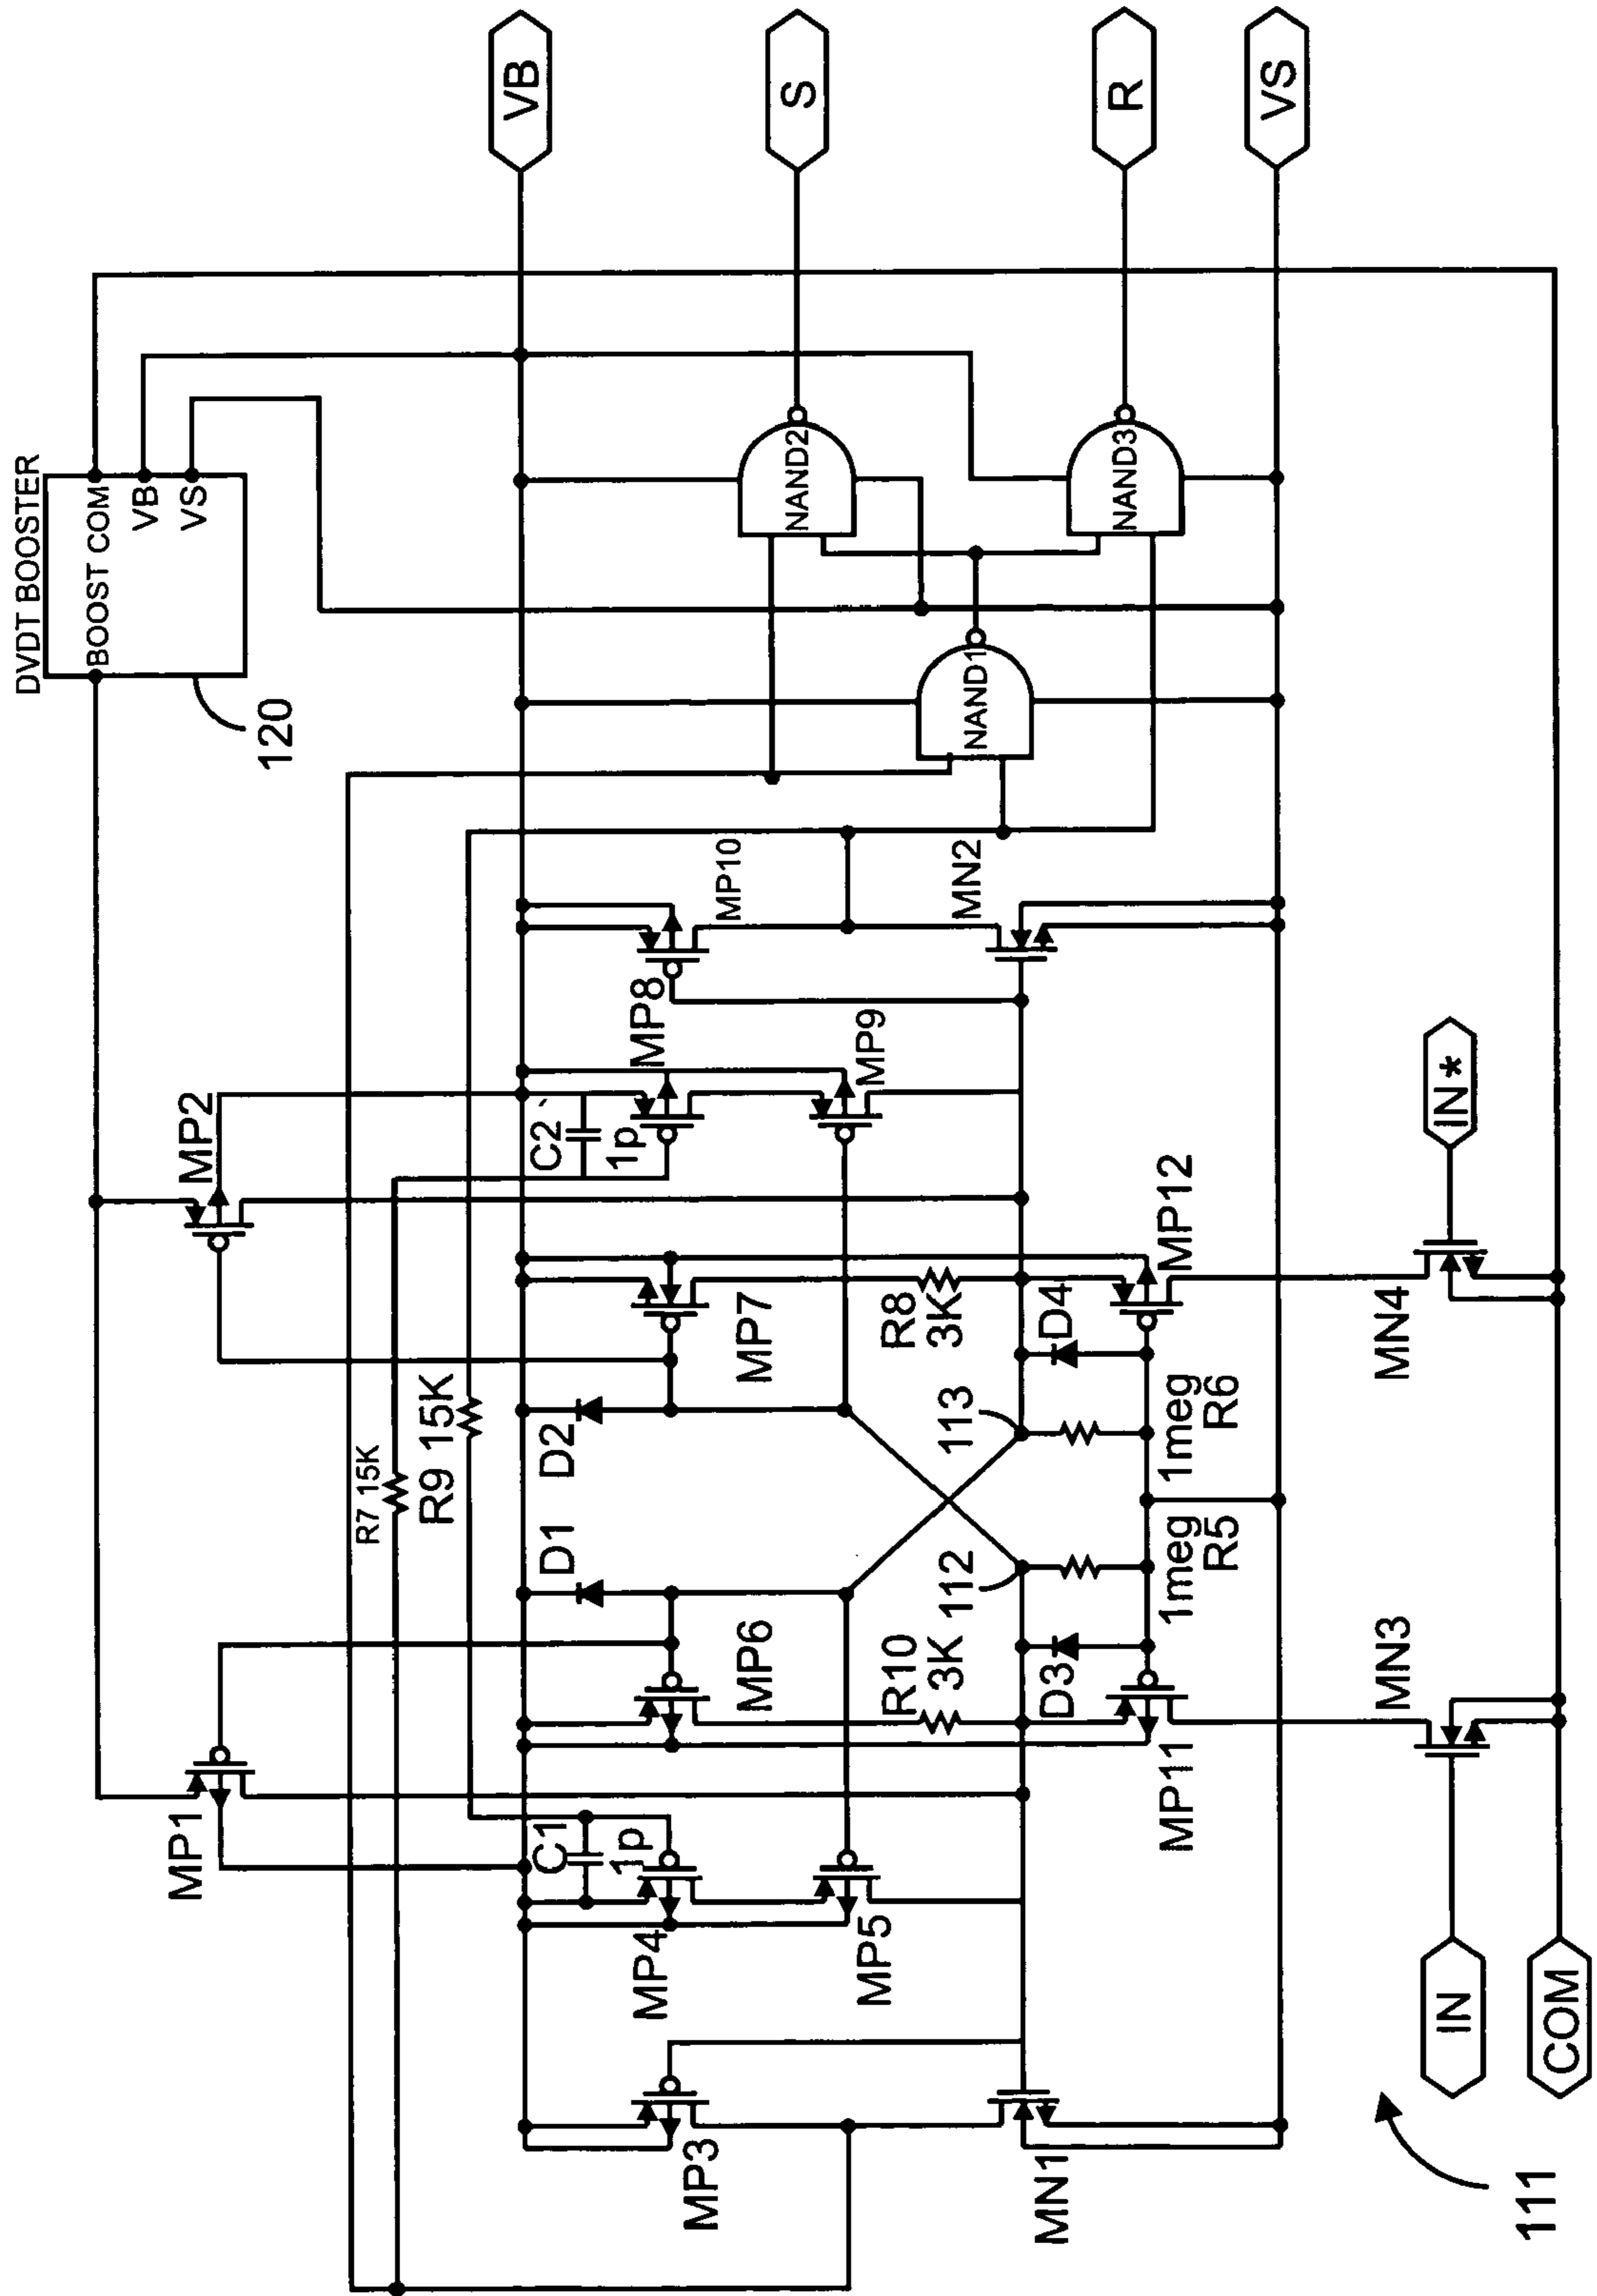 DVDT BOOSTER
BOOST COM
VB
VS
120
VB
S
R
VS
MP1
MP2
R7 15K
R9 15K
C1
1p
D1
D2
C2
1p
MP3
MP4
MP5
MP6
MP7
MP8
MP9
MP10
MN1
MN2
R10
3K
R8
3K
112
113
D3
D4
1meg
R5
1meg
R6
MP11
MP12
NAND1
NAND2
NAND3
MN3
MN4
IN
IN*
COM
111